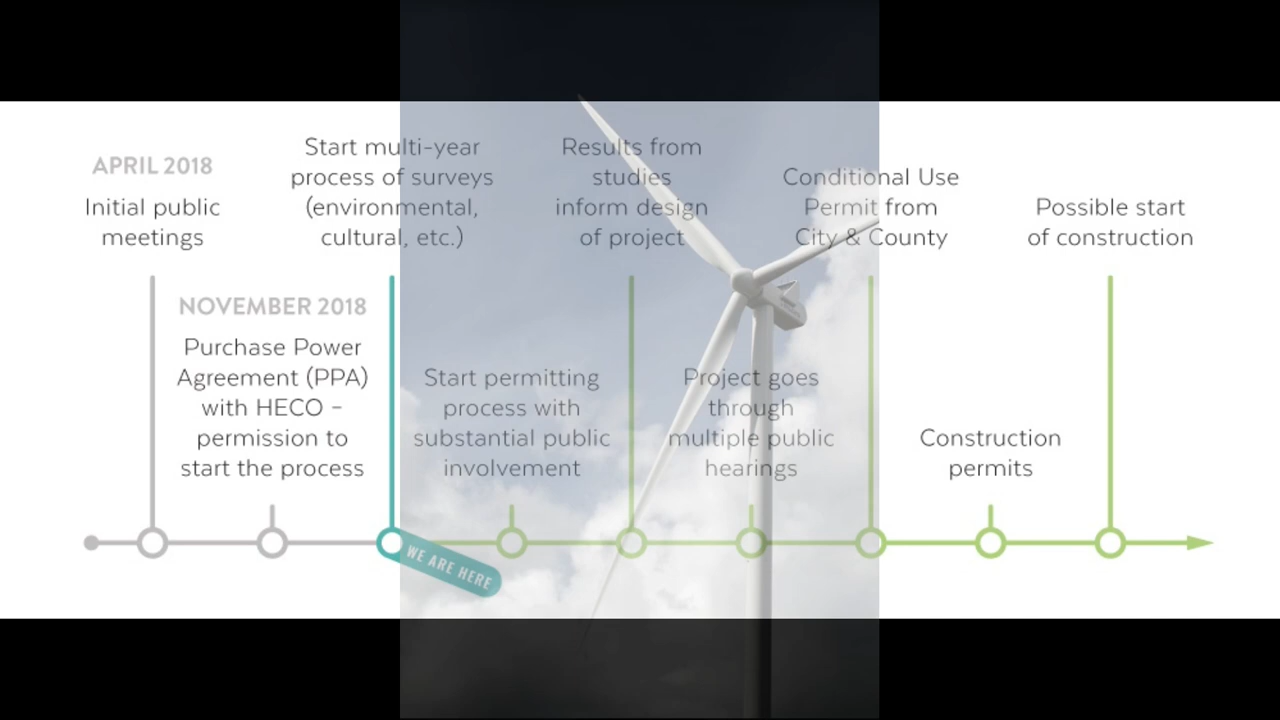 APRIL 2018
Initial public
meetings
NOVEMBER 2018
Purchase Power
Agreement (PPA)
with HECO –
permission to
start the process
Start multi-year
process of surveys
(environmental,
cultural, etc.)
WE ARE HERE
Start permitting
process with
substantial public
involvement
Results from
studies
inform design
of project
Project goes
through
multiple public
hearings
Conditional Use
Permit from
City & County
Construction
permits
Possible start
of construction